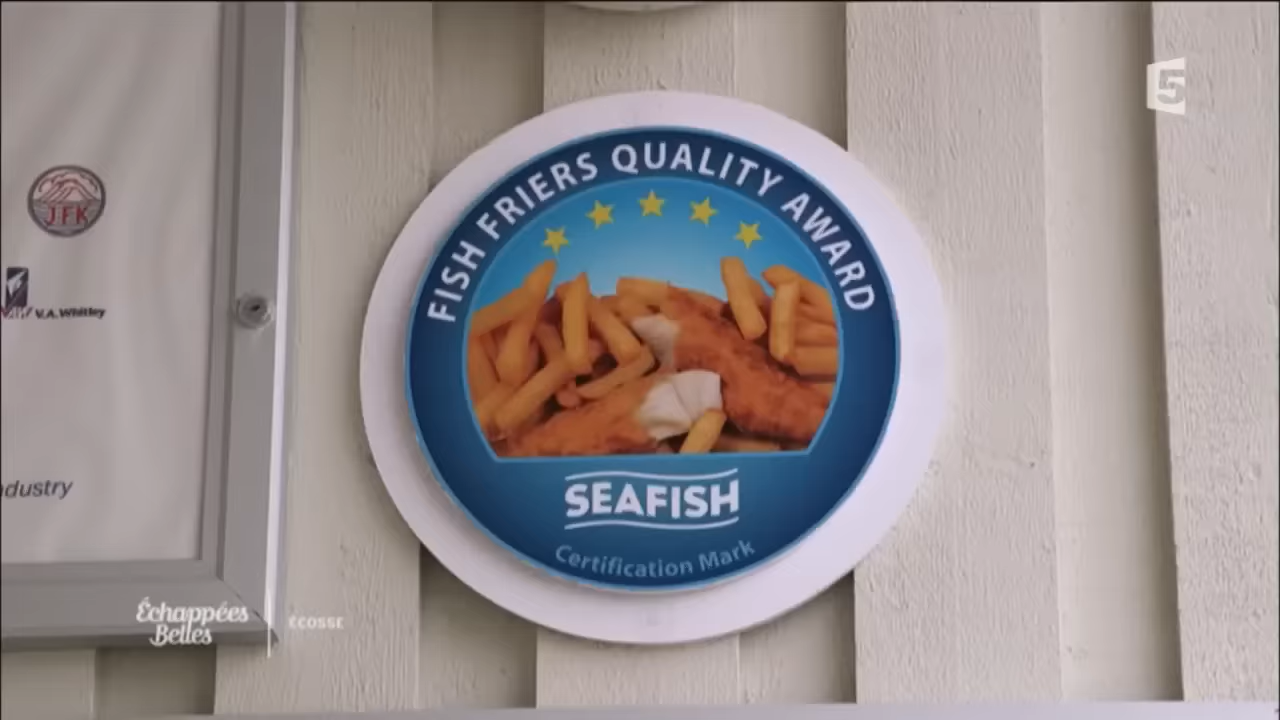 JFK
V.A. Whitley
ndustry
FISH FRIERS QUALITY AWARD
SEAFISH
Certification Mark
5
Échappées
Belles
ÉCOSSE